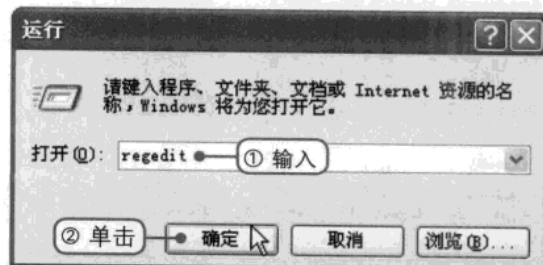 运行
请键入程序、文件夹、文档或 Internet 资源的名
称，Windows 将为您打开它。
打开(O): regedit ① 输入
② 单击 确定 取消 浏览(B)...